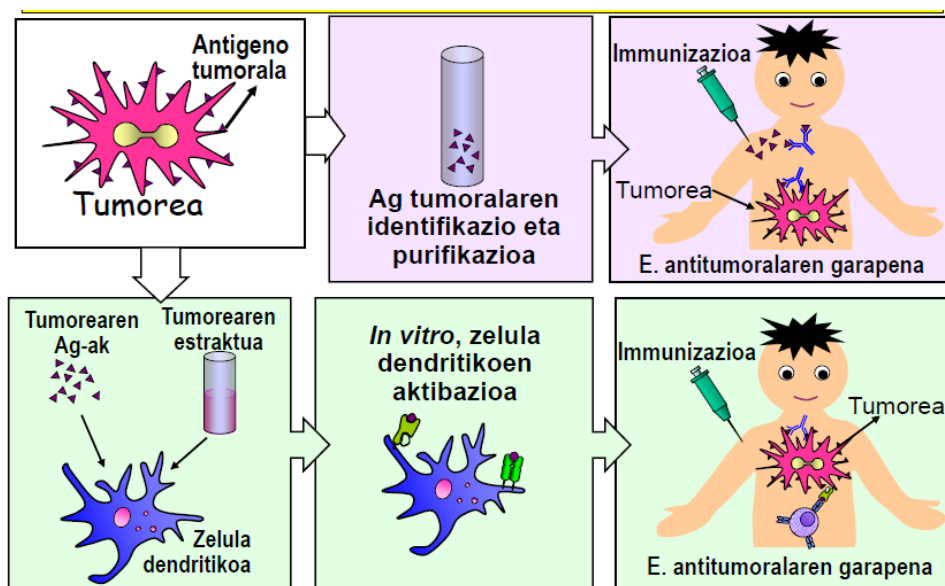 Antigeno
tumorala
Tumorea
Ag tumoralaren
identifikazio eta
purifikazioa
Immunizazioa
Tumorea
E. antitumoralaren garapena
Tumorearen
Ag-ak
Tumorearen
estraktua
Zelula
dendritikoa
In vitro, zelula
dendritikoen
aktibazioa
Immunizazioa
Tumorea
E. antitumoralaren garapena